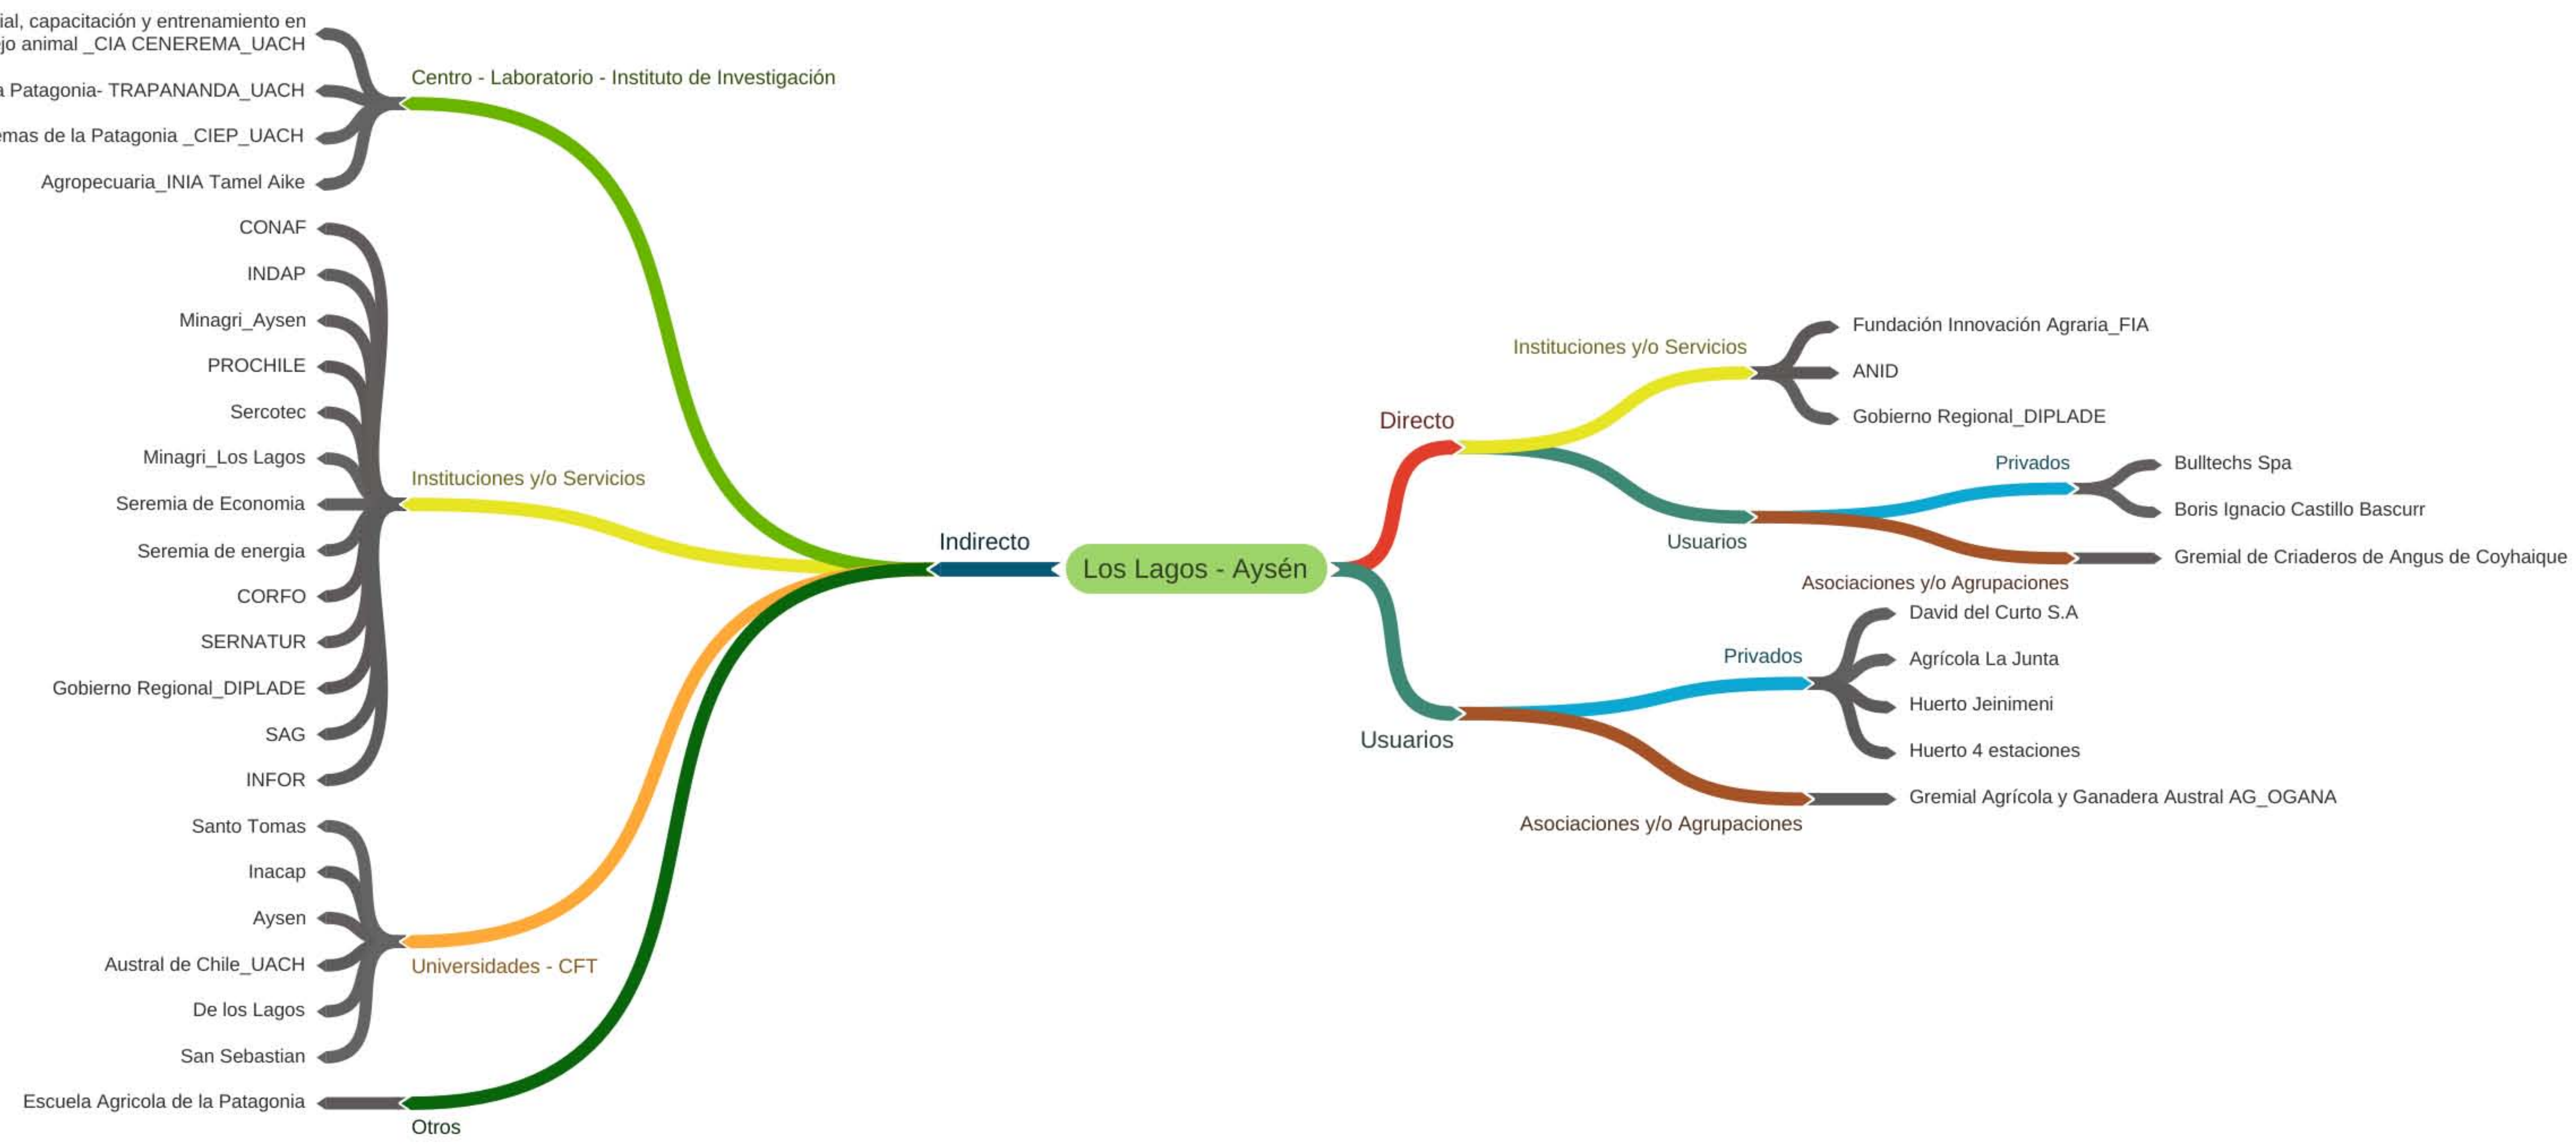 capacitación y entrenamiento en
animal _CIA CENEREMA_UACH
Centro - Laboratorio - Instituto de Investigación
Patagonia- TRAPANANDA_UACH
de la Patagonia _CIEP_UACH
Agropecuaria_INIA Tamel Aike
CONAF
INDAP
Minagri_Aysen
PROCHILE
Sercotec
Minagri_Los Lagos
Instituciones y/o Servicios
Seremia de Economia
Seremia de energia
CORFO
SERNATUR
Gobierno Regional_DIPLADE
SAG
INFOR
Santo Tomas
Inacap
Aysen
Austral de Chile_UACH
Universidades - CFT
De los Lagos
San Sebastian
Escuela Agricola de la Patagonia
Otros
Indirecto
Los Lagos - Aysén
Directo
Instituciones y/o Servicios
Fundación Innovación Agraria_FIA
ANID
Gobierno Regional_DIPLADE
Usuarios
Privados
Bulltechs Spa
Boris Ignacio Castillo Bascurr
Asociaciones y/o Agrupaciones
Gremial de Criaderos de Angus de Coyhaique
Usuarios
Privados
David del Curto S.A
Agrícola La Junta
Huerto Jeinimeni
Huerto 4 estaciones
Asociaciones y/o Agrupaciones
Gremial Agrícola y Ganadera Austral AG_OGANA